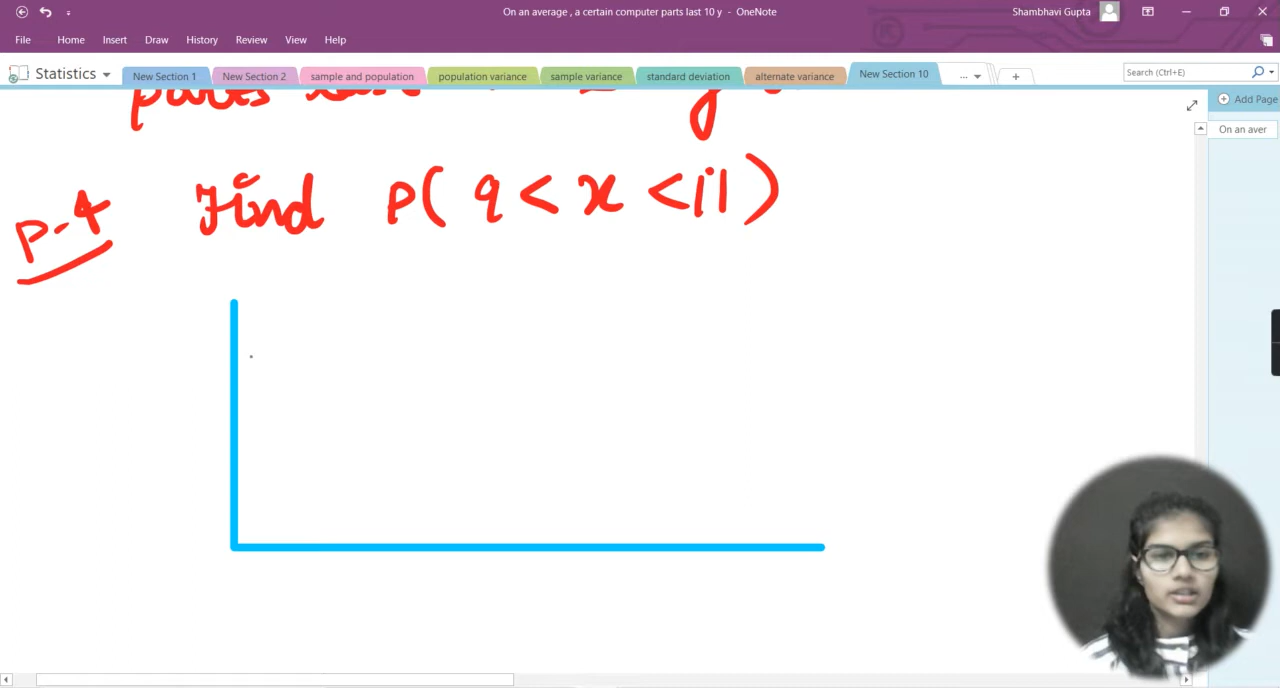 On an average , a certain computer parts last 10 y - OneNote
Shambhavi Gupta
File Home Insert Draw History Review View Help
Statistics
New Section 1
New Section 2
sample and population
population variance
sample variance
standard deviation
alternate variance
New Section 10
...
Search (Ctrl+E)
Add Page
On an aver
parts last
P-4 Find P( 9 < x < 11)